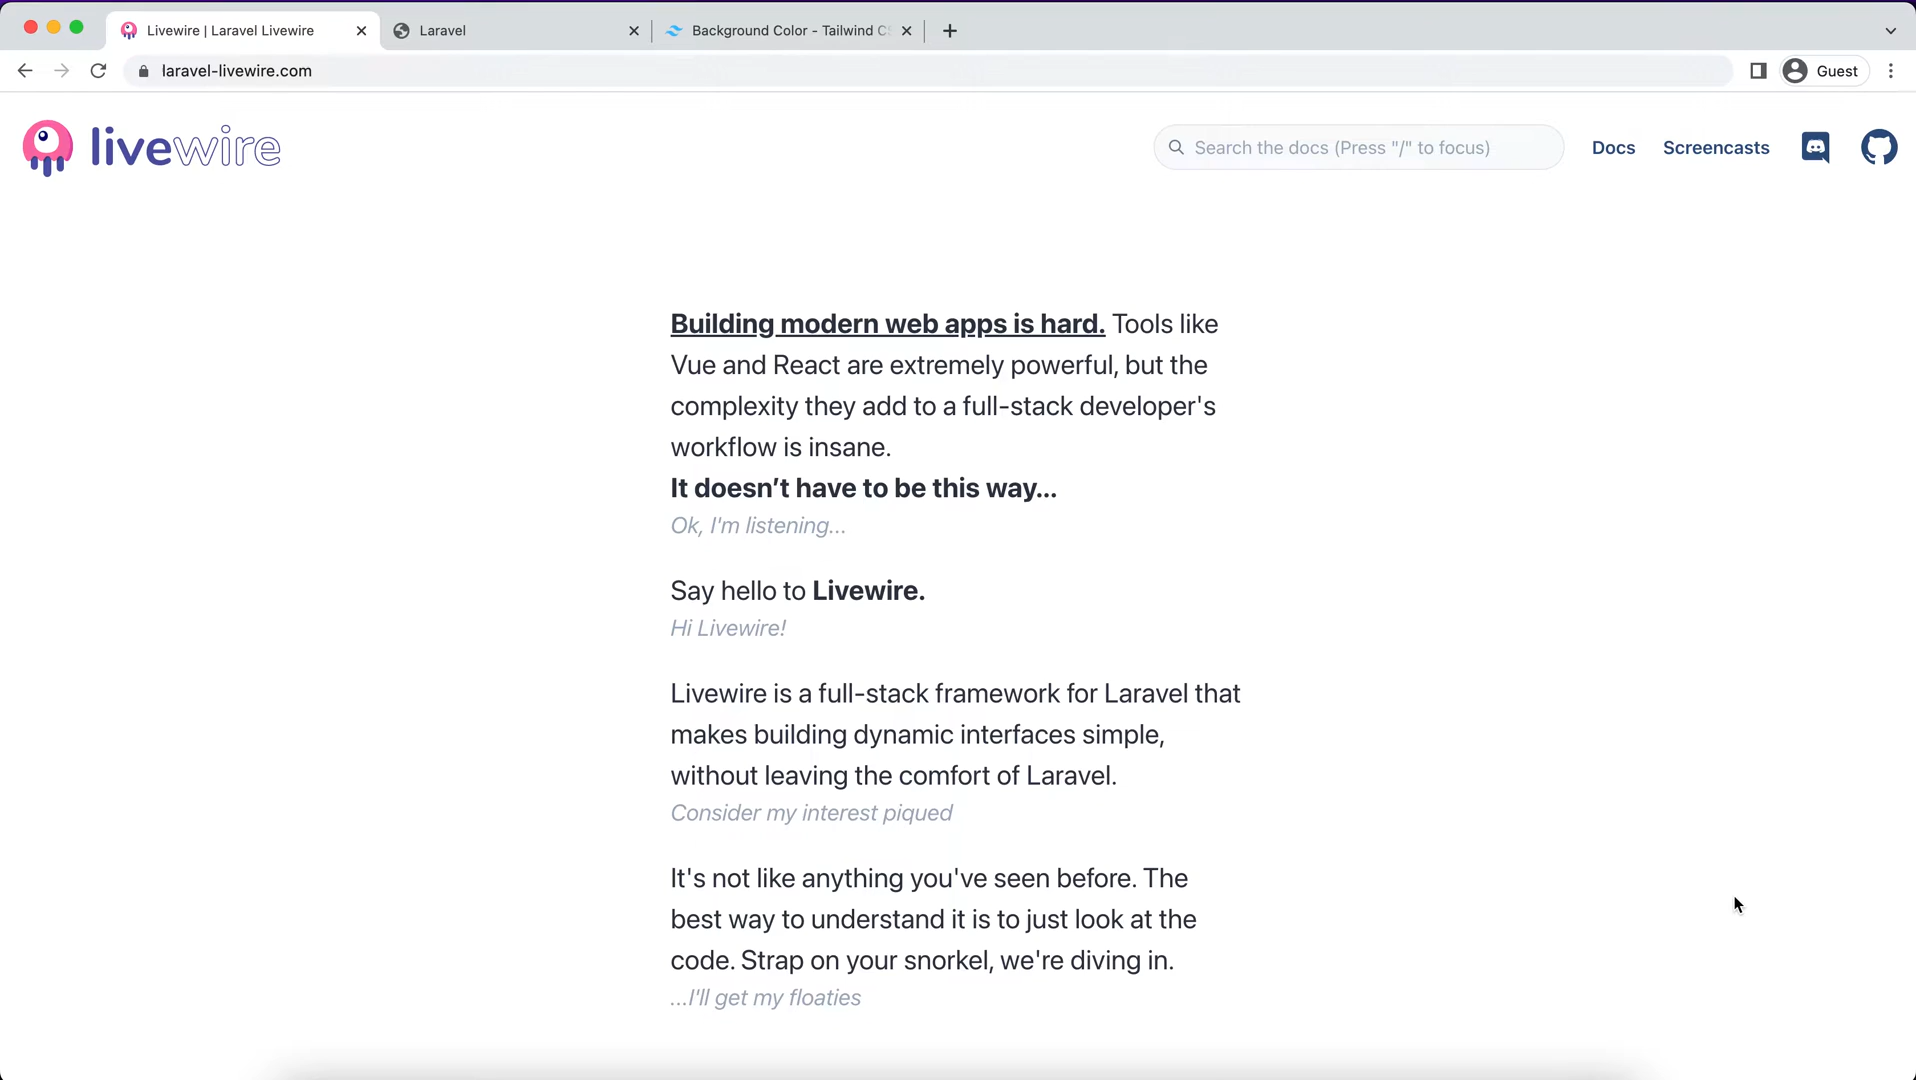 Livewire | Laravel Livewire
Laravel
Background Color - Tailwind CS
laravel-livewire.com
Guest
livewire
Search the docs (Press "/" to focus)
Docs
Screencasts
Building modern web apps is hard. Tools like
Vue and React are extremely powerful, but the
complexity they add to a full-stack developer's
workflow is insane.
It doesn’t have to be this way...
Ok, I'm listening...
Say hello to Livewire.
Hi Livewire!
Livewire is a full-stack framework for Laravel that
makes building dynamic interfaces simple,
without leaving the comfort of Laravel.
Consider my interest piqued
It's not like anything you've seen before. The
best way to understand it is to just look at the
code. Strap on your snorkel, we're diving in.
...I'll get my floaties